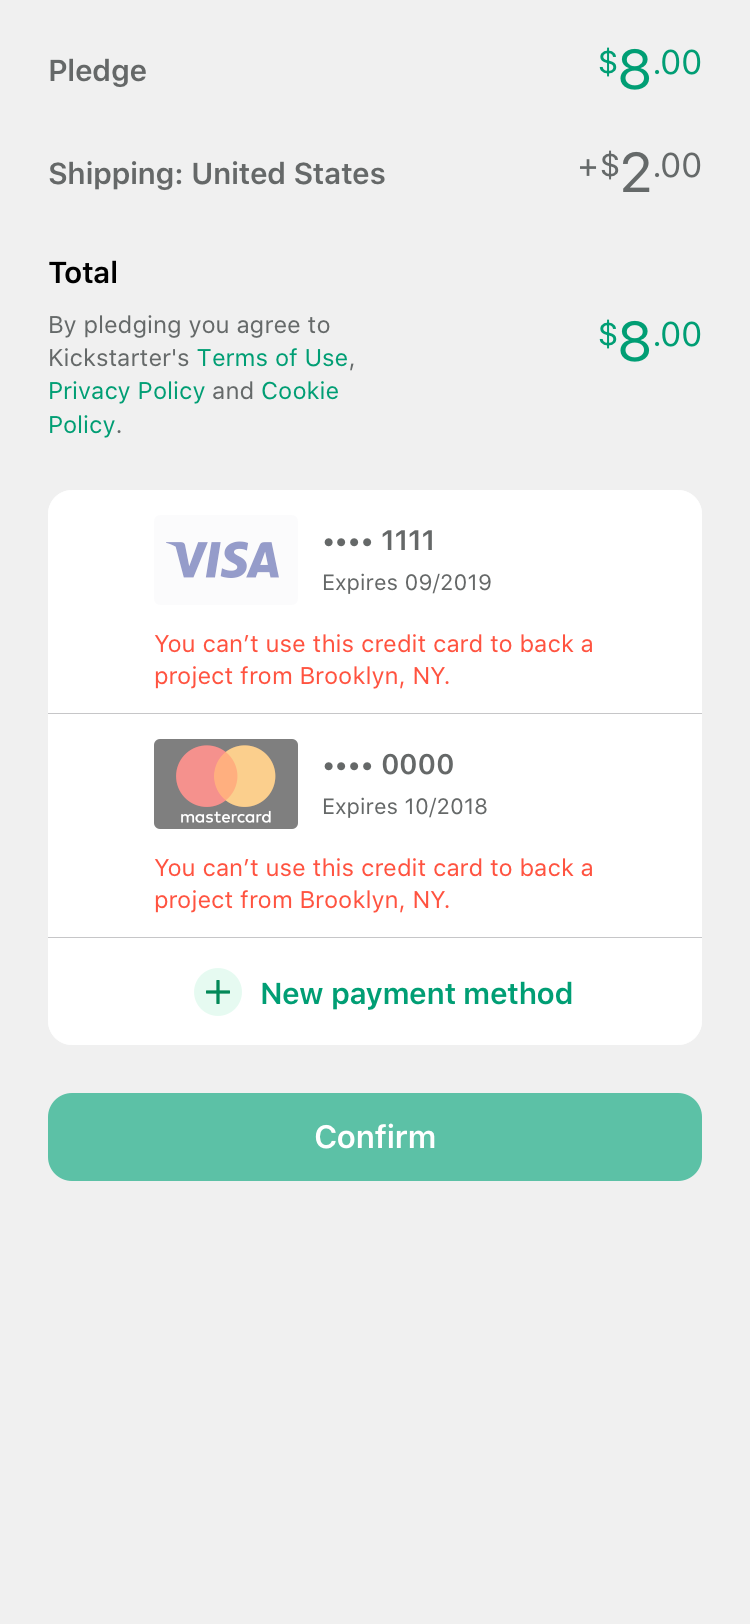 Pledge $8.00
Shipping: United States +$2.00
Total
By pledging you agree to
Kickstarter's Terms of Use, $8.00
Privacy Policy and Cookie
Policy.
VISA •••• 1111
Expires 09/2019
You can’t use this credit card to back a
project from Brooklyn, NY.
•••• 0000
Expires 10/2018
mastercard
You can’t use this credit card to back a
project from Brooklyn, NY.
+ New payment method
Confirm